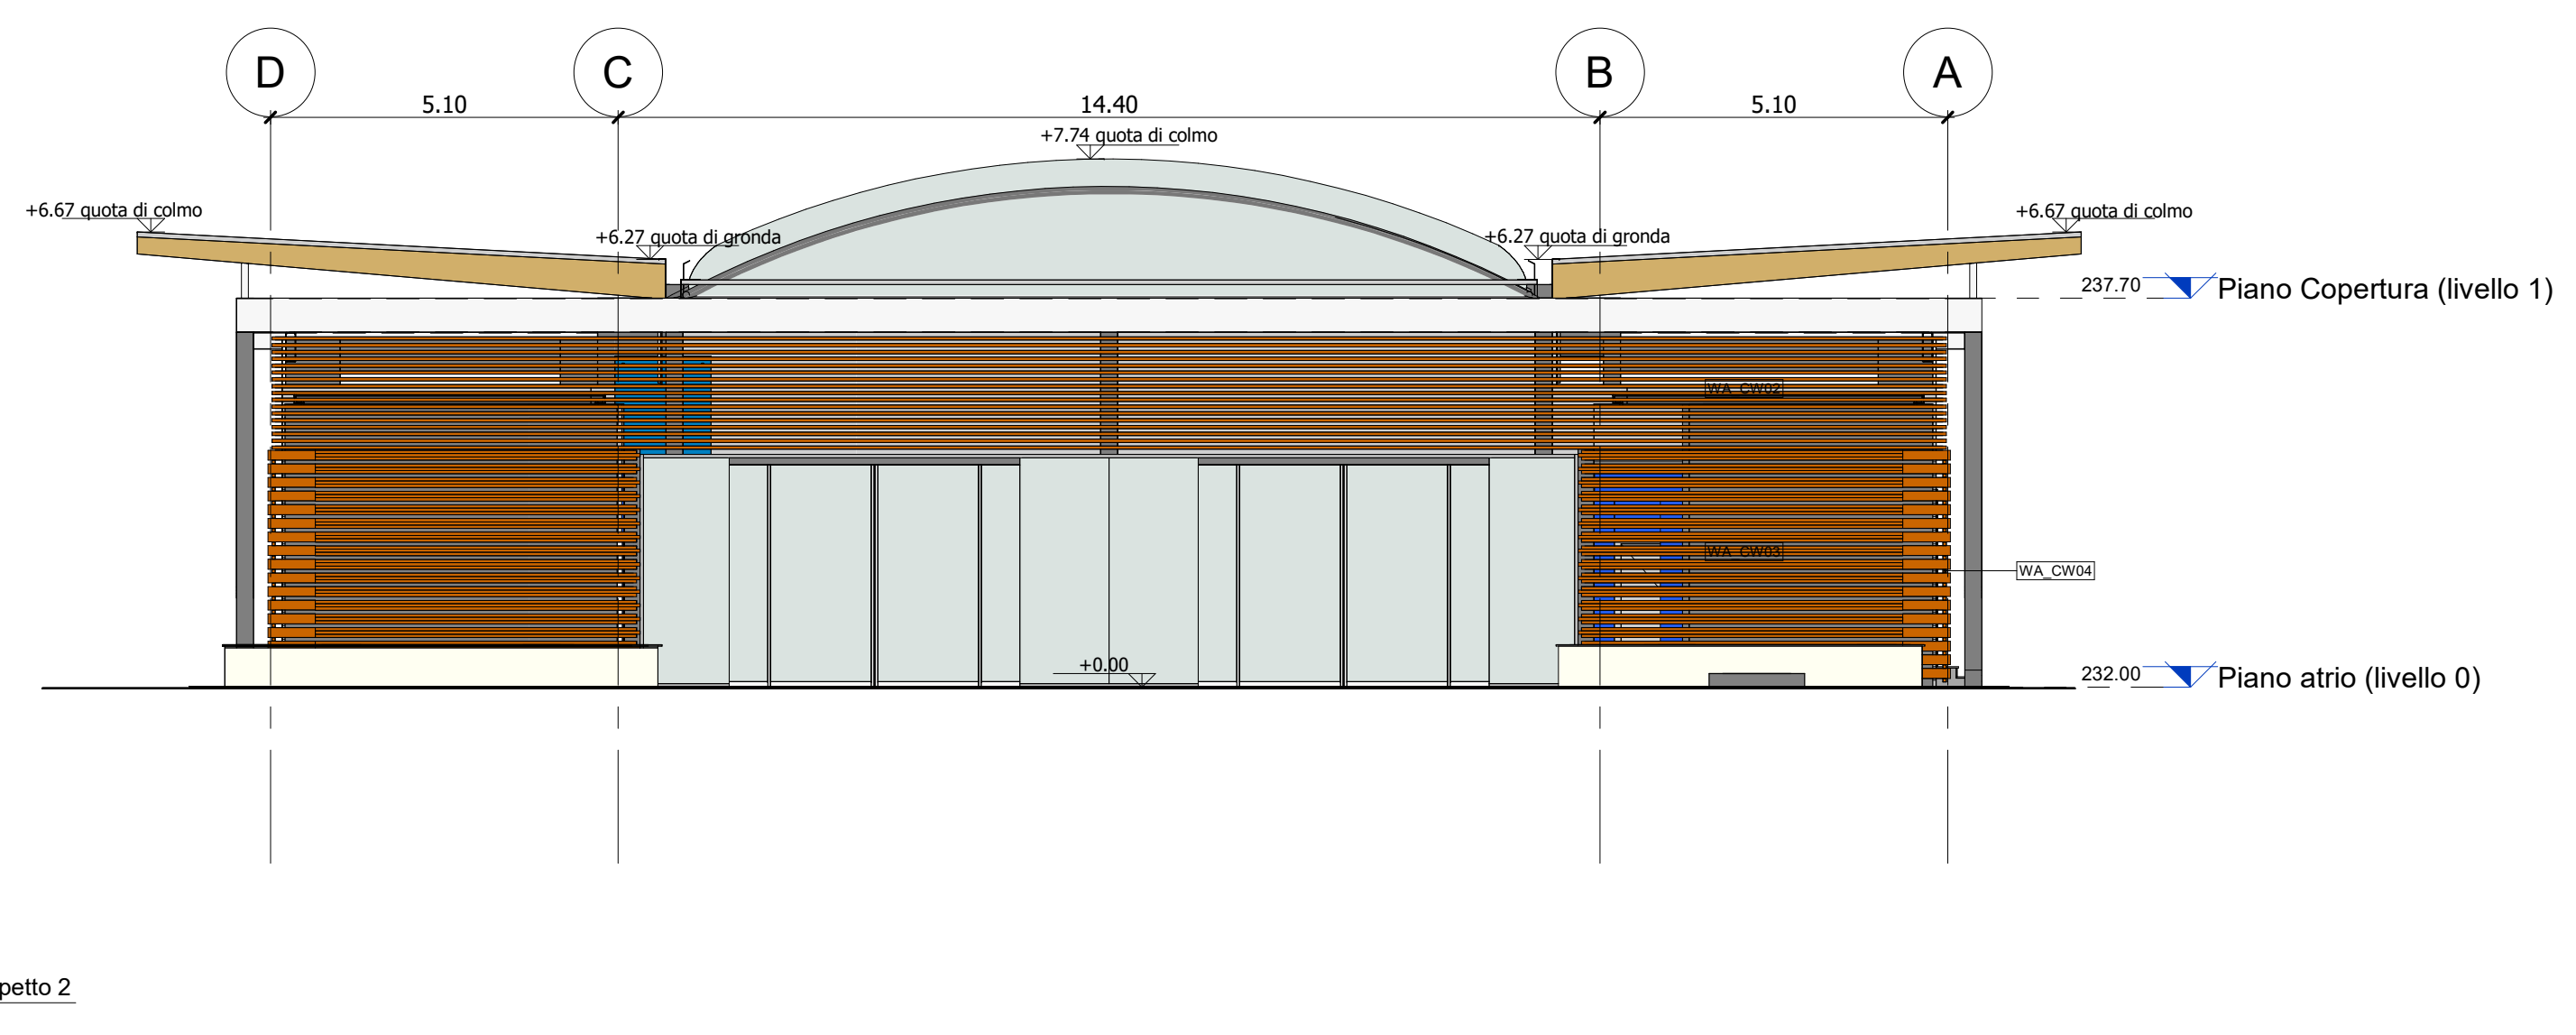 D
C
B
A
5.10
14.40
5.10
+7.74 quota di colmo
+6.67 quota di colmo
+6.67 quota di colmo
+6.27 quota di gronda
+6.27 quota di gronda
237.70
Piano Copertura (livello 1)
WA_CW02
WA_CW03
WA_CW04
+0.00
232.00
Piano atrio (livello 0)
petto 2